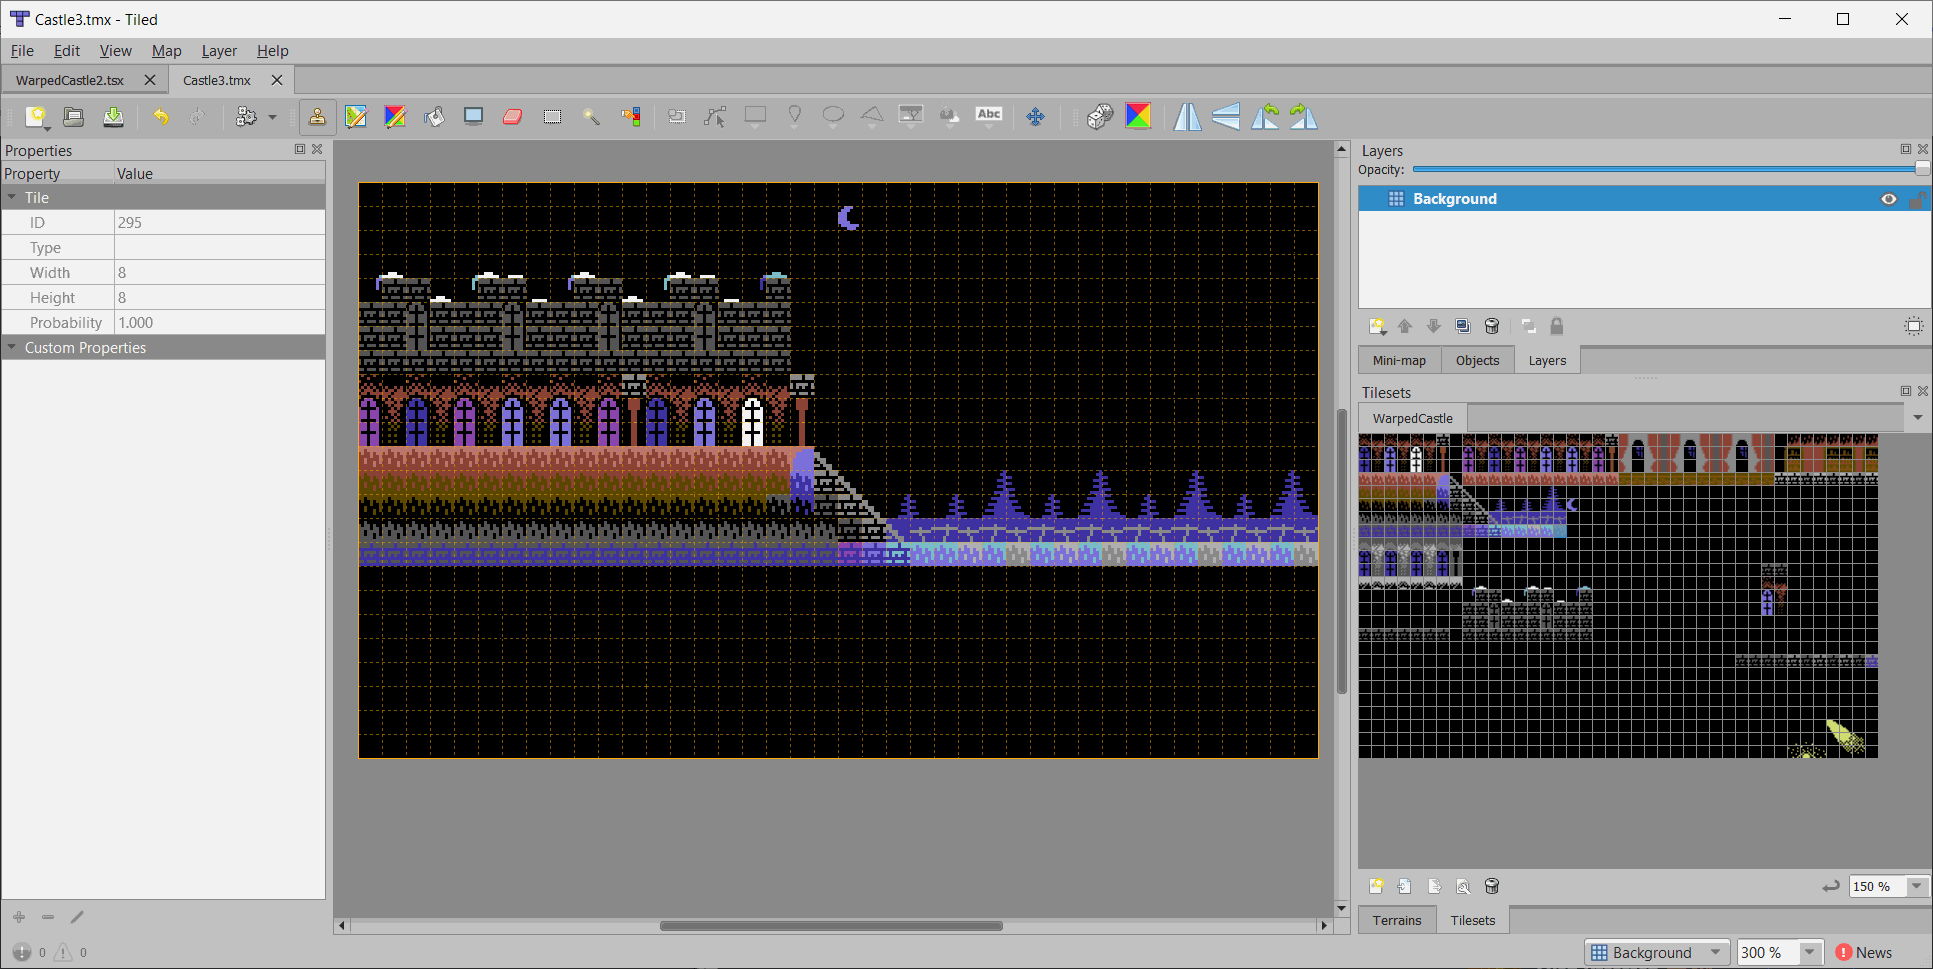 Castle3.tmx - Tiled
File Edit View Map Layer Help
WarpedCastle2.tsx Castle3.tmx
Abc
Properties
Property Value
Tile
ID 295
Type
Width 8
Height 8
Probability 1.000
Custom Properties
0 0
Layers
Opacity:
Background
Mini-map Objects Layers
Tilesets
WarpedCastle
150 %
Terrains Tilesets
Background 300 % News